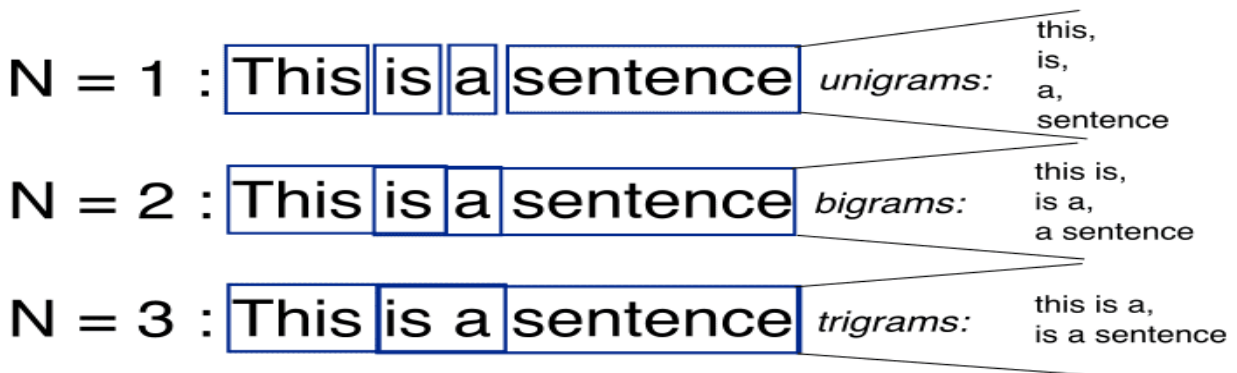 N = 1 : This is a sentence unigrams:
this,
is,
a,
sentence
N = 2 : This is a sentence bigrams:
this is,
is a,
a sentence
N = 3 : This is a sentence trigrams:
this is a,
is a sentence